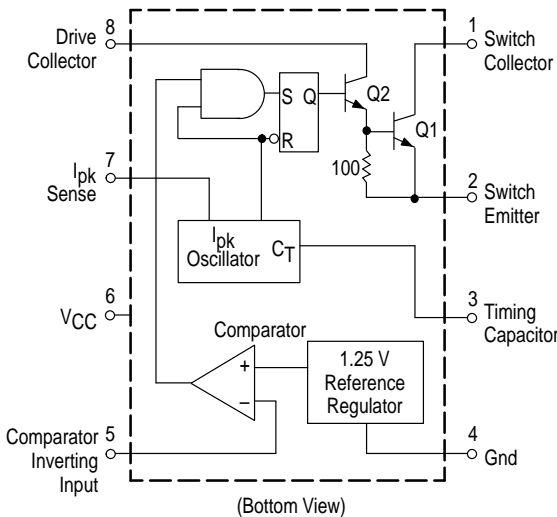 8
Drive
Collector
1
Switch
Collector
S Q
R
Q2
Q1
100
7
Ipk
Sense
2
Switch
Emitter
Ipk
Oscillator
CT
6
VCC
3
Timing
Capacitor
Comparator
+
–
1.25 V
Reference
Regulator
5
Comparator
Inverting
Input
4
Gnd
(Bottom View)